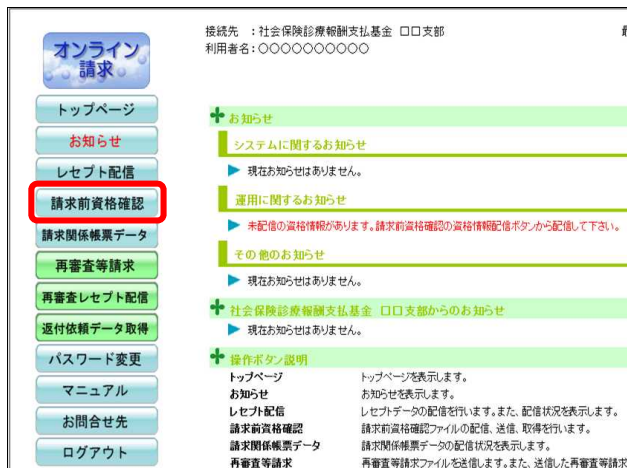 オンライン
請求
接続先 ：社会保険診療報酬支払基金 口口支部
利用者名：○○○○○○○○○○
トップページ
お知らせ
レセプト配信
請求前資格確認
請求関係帳票データ
再審査等請求
再審査レセプト配信
返付依頼データ取得
パスワード変更
マニュアル
お問合せ先
ログアウト
お知らせ
システムに関するお知らせ
現在お知らせはありません。
運用に関するお知らせ
未配信の資格情報があります。請求前資格確認の資格情報配信ボタンから配信して下さい。
その他のお知らせ
現在お知らせはありません。
社会保険診療報酬支払基金 口口支部からのお知らせ
現在お知らせはありません。
操作ボタン説明
トップページ トップページを表示します。
お知らせ お知らせを表示します。
レセプト配信 レセプトデータの配信を行います。また、配信状況を表示します。
請求前資格確認 請求前資格確認ファイルの配信、送信、取得を行います。
請求関係帳票データ 請求関係帳票データの配信状況を表示します。
再審査等請求 再審査等請求ファイルを送信します。また、送信した再審査等請求